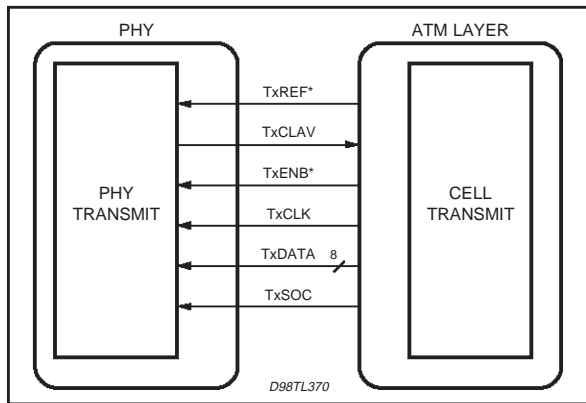 PHY
ATM LAYER
TxREF*
TxCLAV
TxENB*
TxCLK
TxDATA 8
TxSOC
PHY
TRANSMIT
CELL
TRANSMIT
D98TL370